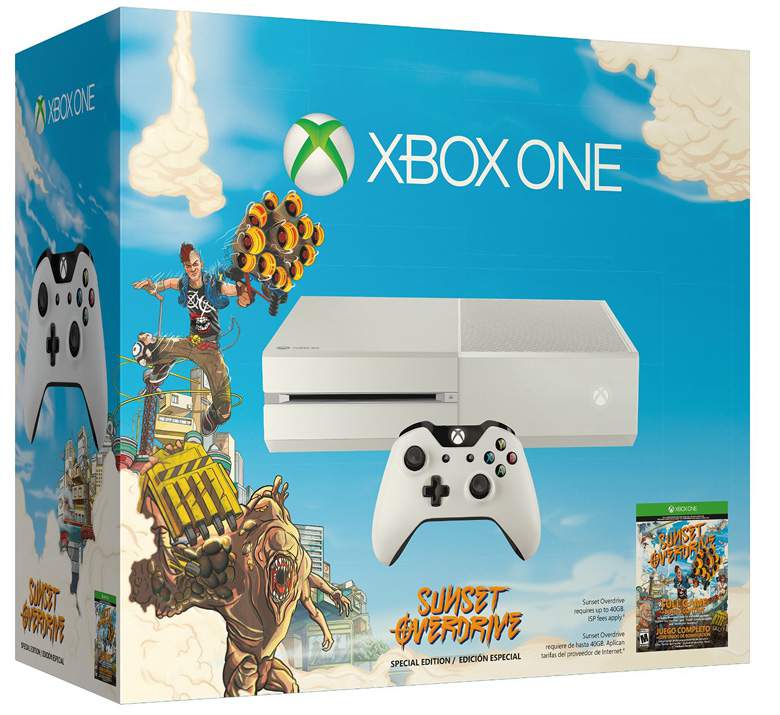 XBOX ONE
XBOX ONE
SUNSET
OVERDRIVE
SPECIAL EDITION / EDICIÓN ESPECIAL
Sunset Overdrive
requires up to 40GB.
ISP fees apply.*
Sunset Overdrive
requiere de hasta 40GB. Aplican
tarifas del proveedor de Internet.*
XBOX ONE
SUNSET
OVERDRIVE
FULL GAME
JUEGO COMPLETO
M
SUNSET
OVERDRIVE
SPECIAL EDITION / EDICIÓN ESPECIAL